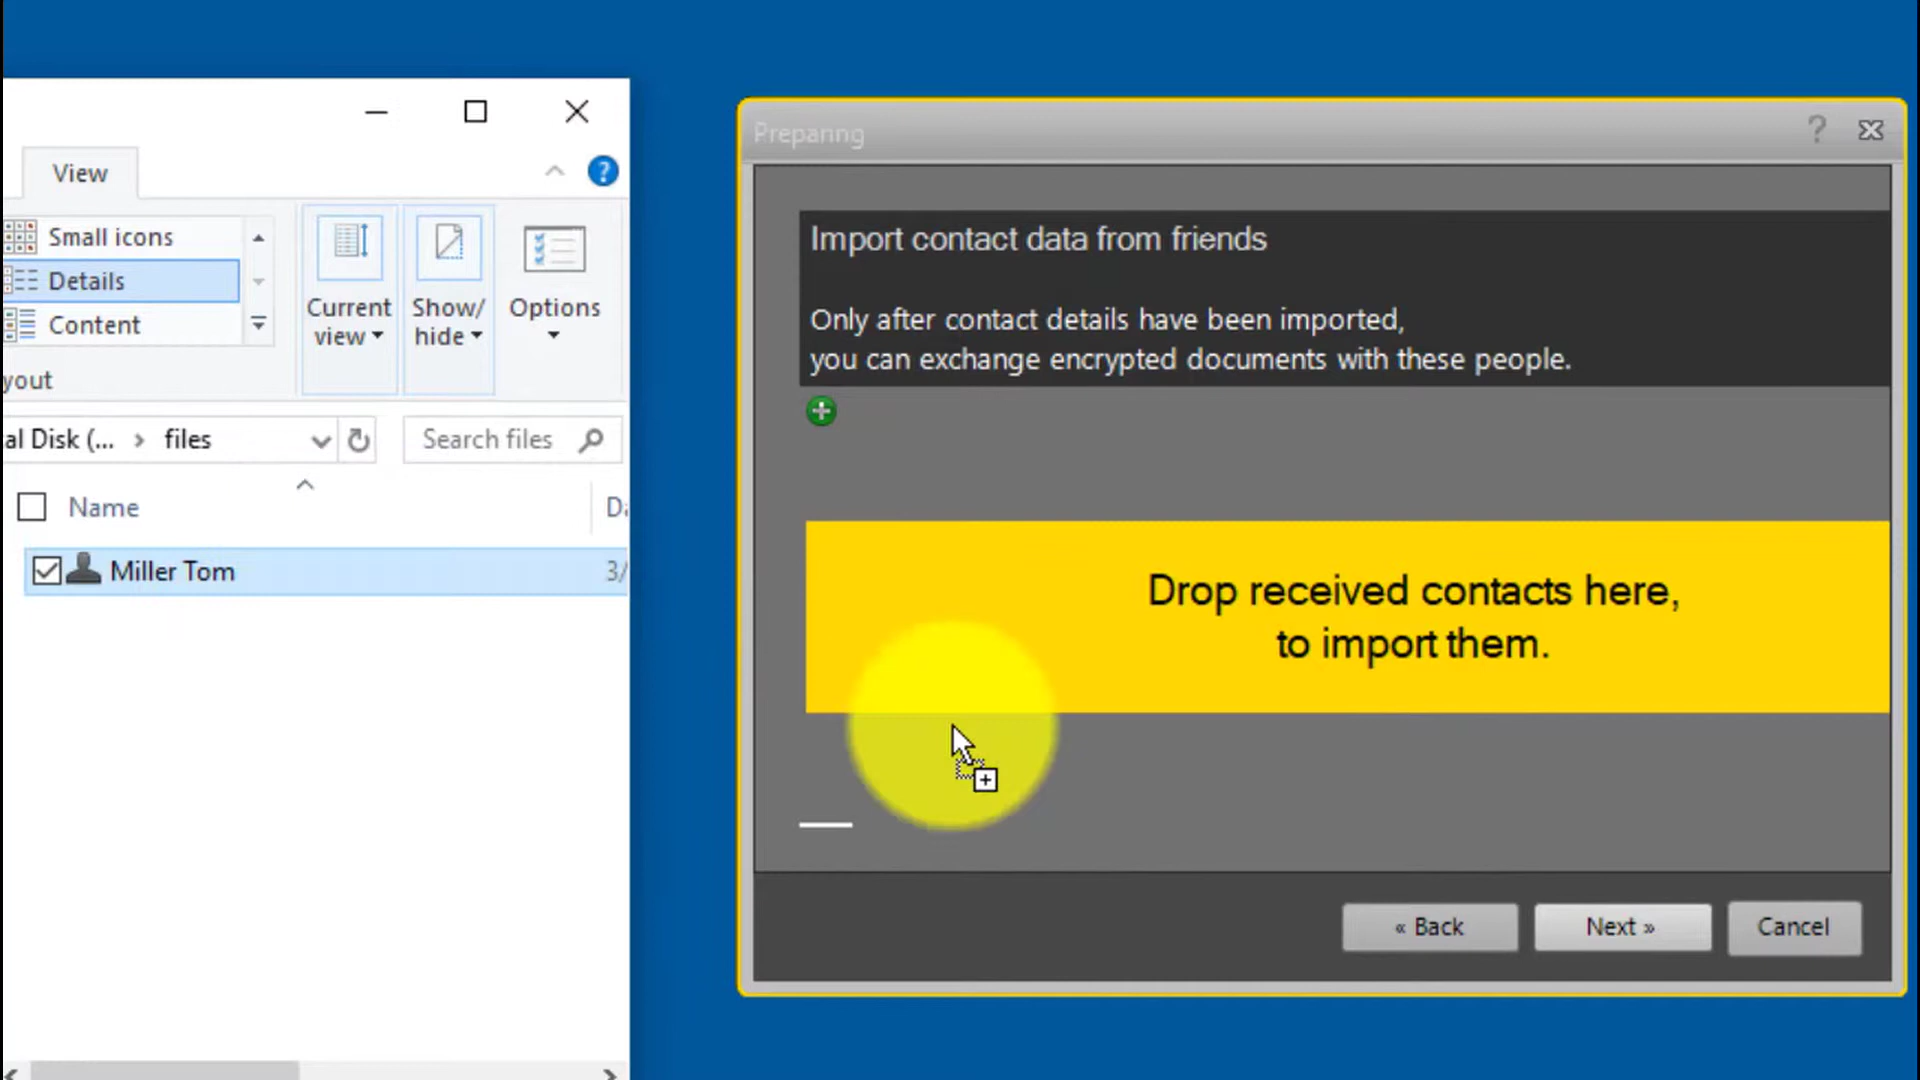 View
Small icons
Details
Content
Current
view
Show/
hide
Options
yout
al Disk (... › files
Search files
Name
Da
Miller Tom
3/
Preparing
Import contact data from friends
Only after contact details have been imported,
you can exchange encrypted documents with these people.
Drop received contacts here,
to import them.
« Back
Next »
Cancel